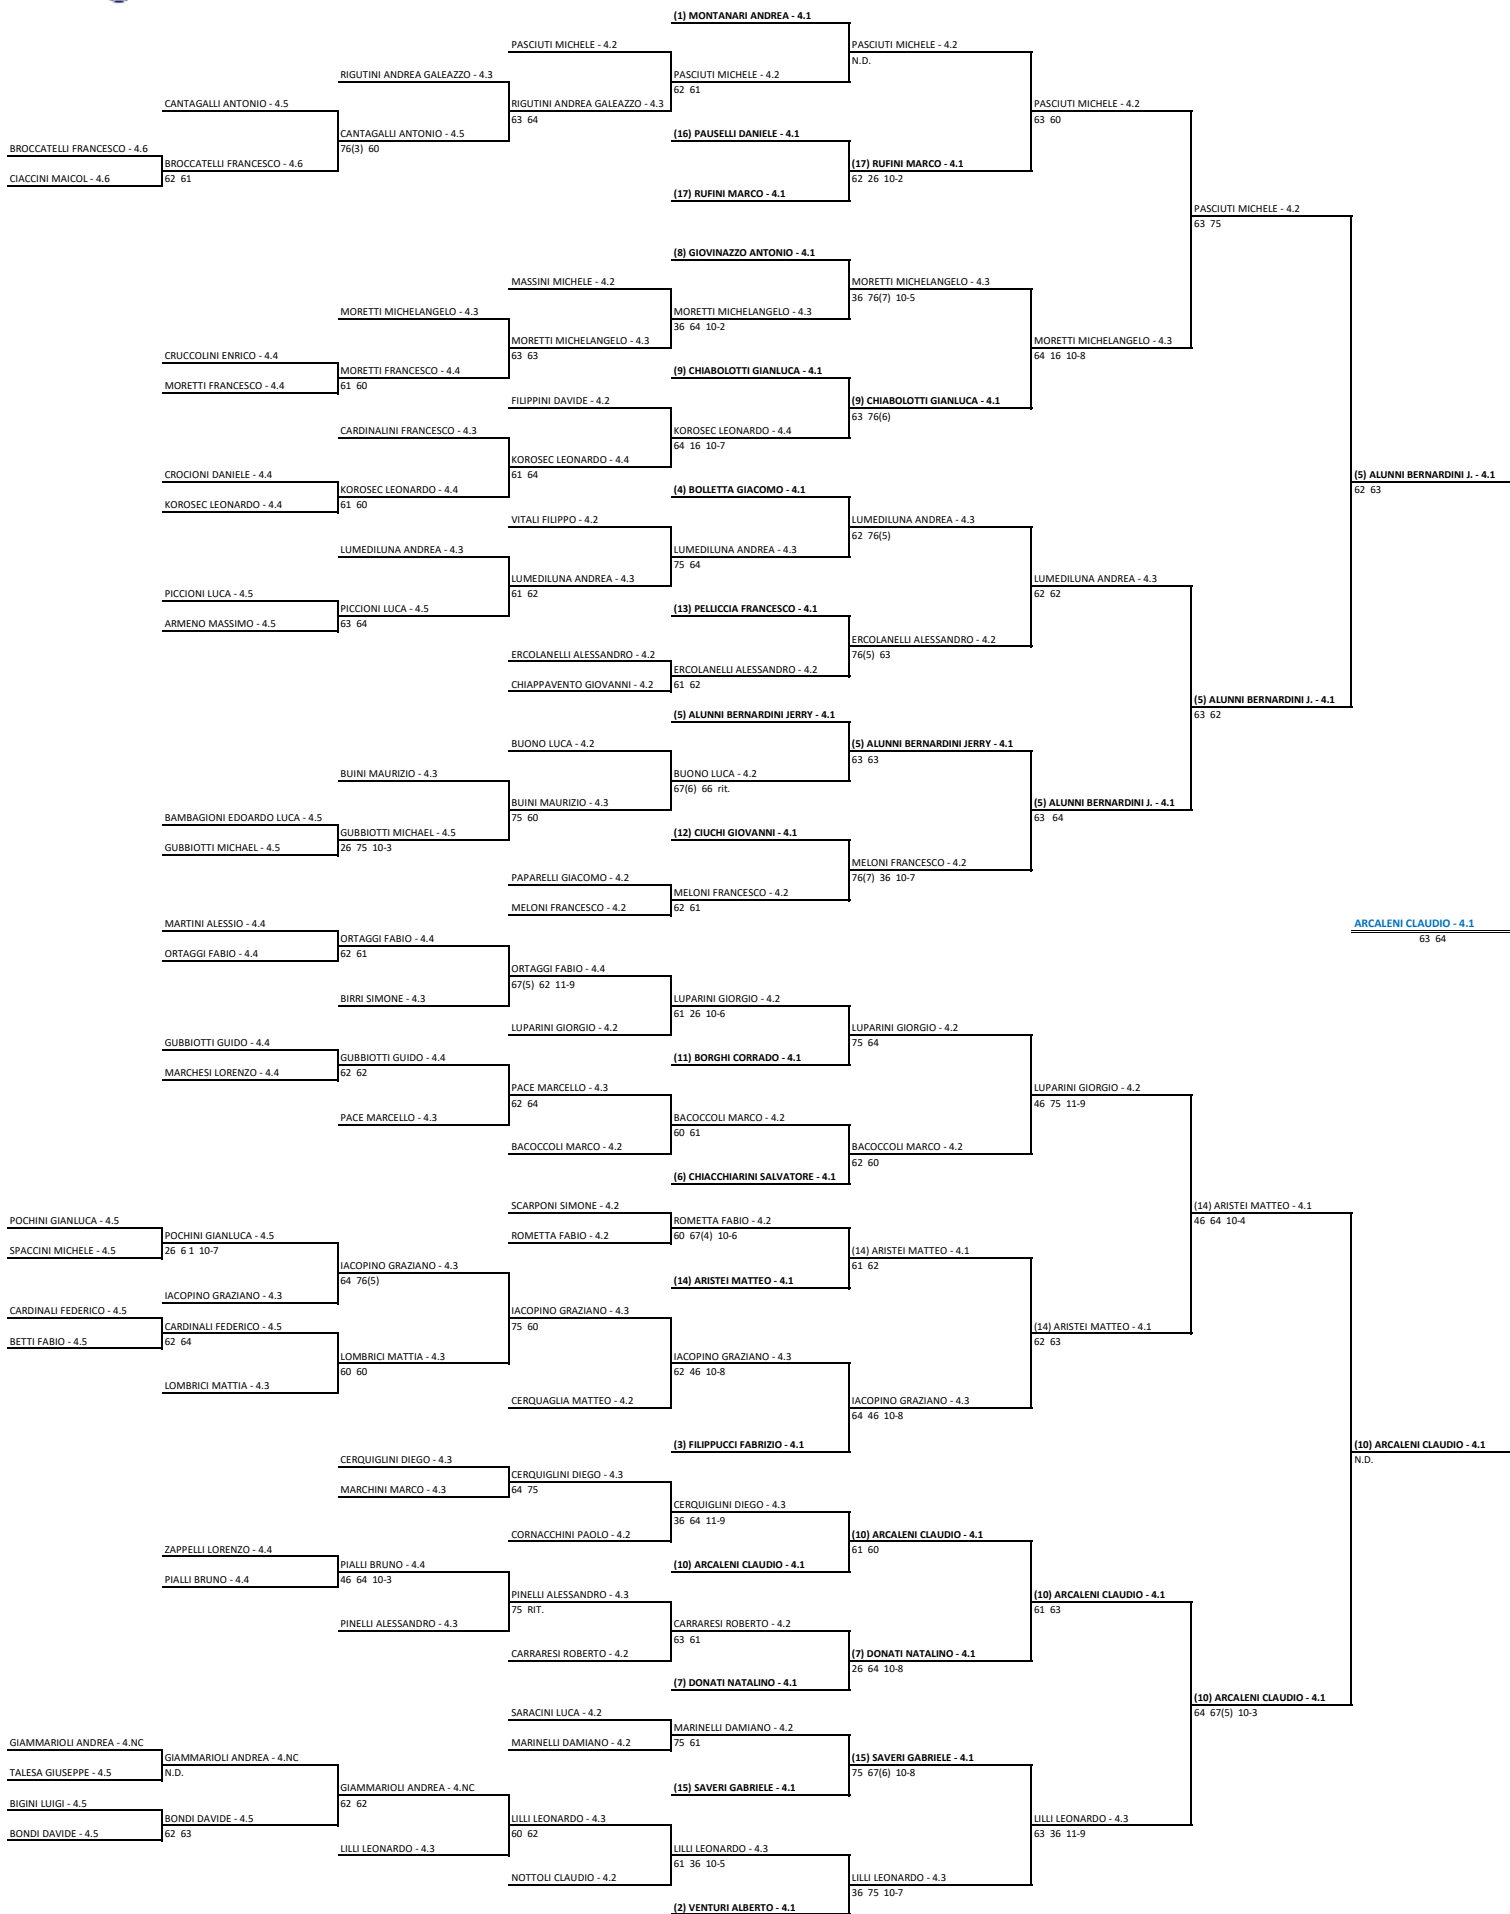 (1) MONTANARI ANDREA - 4.1
PASCIUTI MICHELE - 4.2
PASCIUTI MICHELE - 4.2
N.D.
RIGUTINI ANDREA GALEAZZO - 4.3
PASCIUTI MICHELE - 4.2
62 61
CANTAGALLI ANTONIO - 4.5
RIGUTINI ANDREA GALEAZZO - 4.3
63 64
PASCIUTI MICHELE - 4.2
63 60
CANTAGALLI ANTONIO - 4.5
76(3) 60
(16) PAUSELLI DANIELE - 4.1
BROCCATELLI FRANCESCO - 4.6
BROCCATELLI FRANCESCO - 4.6
62 61
(17) RUFINI MARCO - 4.1
62 26 10-2
CIACCINI MAICOL - 4.6
(17) RUFINI MARCO - 4.1
PASCIUTI MICHELE - 4.2
63 75
(8) GIOVINAZZO ANTONIO - 4.1
MASSINI MICHELE - 4.2
MORETTI MICHELANGELO - 4.3
36 76(7) 10-5
MORETTI MICHELANGELO - 4.3
MORETTI MICHELANGELO - 4.3
36 64 10-2
MORETTI MICHELANGELO - 4.3
63 63
MORETTI MICHELANGELO - 4.3
64 16 10-8
CRUCCOLINI ENRICO - 4.4
MORETTI FRANCESCO - 4.4
61 60
(9) CHIABOLOTTI GIANLUCA - 4.1
MORETTI FRANCESCO - 4.4
FILIPPINI DAVIDE - 4.2
(9) CHIABOLOTTI GIANLUCA - 4.1
63 76(6)
CARDINALINI FRANCESCO - 4.3
KOROSEC LEONARDO - 4.4
64 16 10-7
KOROSEC LEONARDO - 4.4
61 64
CROCIONI DANIELE - 4.4
(5) ALUNNI BERNARDINI J. - 4.1
62 63
KOROSEC LEONARDO - 4.4
61 60
(4) BOLLETTA GIACOMO - 4.1
KOROSEC LEONARDO - 4.4
VITALI FILIPPO - 4.2
LUMEDILUNA ANDREA - 4.3
62 76(5)
LUMEDILUNA ANDREA - 4.3
LUMEDILUNA ANDREA - 4.3
75 64
LUMEDILUNA ANDREA - 4.3
61 62
LUMEDILUNA ANDREA - 4.3
62 62
PICCIONI LUCA - 4.5
PICCIONI LUCA - 4.5
63 64
(13) PELLICCIA FRANCESCO - 4.1
ARMENO MASSIMO - 4.5
ERCOLANELLI ALESSANDRO - 4.2
76(5) 63
ERCOLANELLI ALESSANDRO - 4.2
ERCOLANELLI ALESSANDRO - 4.2
61 62
CHIAPPAVENTO GIOVANNI - 4.2
(5) ALUNNI BERNARDINI J. - 4.1
63 62
(5) ALUNNI BERNARDINI JERRY - 4.1
BUONO LUCA - 4.2
(5) ALUNNI BERNARDINI JERRY - 4.1
63 63
BUINI MAURIZIO - 4.3
BUONO LUCA - 4.2
67(6) 66 rit.
BUINI MAURIZIO - 4.3
75 60
(5) ALUNNI BERNARDINI J. - 4.1
63 64
BAMBAGIONI EDOARDO LUCA - 4.5
GUBBIOTTI MICHAEL - 4.5
26 75 10-3
(12) CIUCHI GIOVANNI - 4.1
GUBBIOTTI MICHAEL - 4.5
MELONI FRANCESCO - 4.2
76(7) 36 10-7
PAPARELLI GIACOMO - 4.2
MELONI FRANCESCO - 4.2
62 61
MELONI FRANCESCO - 4.2
MARTINI ALESSIO - 4.4
ARCALENI CLAUDIO - 4.1
63 64
ORTAGGI FABIO - 4.4
62 61
ORTAGGI FABIO - 4.4
ORTAGGI FABIO - 4.4
67(5) 62 11-9
BIRRI SIMONE - 4.3
LUPARINI GIORGIO - 4.2
61 26 10-6
LUPARINI GIORGIO - 4.2
LUPARINI GIORGIO - 4.2
75 64
GUBBIOTTI GUIDO - 4.4
GUBBIOTTI GUIDO - 4.4
62 62
(11) BORGHI CORRADO - 4.1
MARCHESI LORENZO - 4.4
PACE MARCELLO - 4.3
62 64
LUPARINI GIORGIO - 4.2
46 75 11-9
PACE MARCELLO - 4.3
BACOCCOLI MARCO - 4.2
60 61
BACOCCOLI MARCO - 4.2
BACOCCOLI MARCO - 4.2
62 60
(6) CHIACCHIARINI SALVATORE - 4.1
SCARPONI SIMONE - 4.2
(14) ARISTEI MATTEO - 4.1
46 64 10-4
POCHINI GIANLUCA - 4.5
ROMETTA FABIO - 4.2
60 67(4) 10-6
POCHINI GIANLUCA - 4.5
26 6 1 10-7
ROMETTA FABIO - 4.2
SPACCINI MICHELE - 4.5
(14) ARISTEI MATTEO - 4.1
61 62
IACOPINO GRAZIANO - 4.3
64 76(5)
(14) ARISTEI MATTEO - 4.1
IACOPINO GRAZIANO - 4.3
CARDINALI FEDERICO - 4.5
IACOPINO GRAZIANO - 4.3
75 60
CARDINALI FEDERICO - 4.5
62 64
(14) ARISTEI MATTEO - 4.1
62 63
BETTI FABIO - 4.5
LOMBRICI MATTIA - 4.3
60 60
IACOPINO GRAZIANO - 4.3
62 46 10-8
LOMBRICI MATTIA - 4.3
CERQUAGLIA MATTEO - 4.2
IACOPINO GRAZIANO - 4.3
64 46 10-8
(3) FILIPPUCCI FABRIZIO - 4.1
(10) ARCALENI CLAUDIO - 4.1
N.D.
CERQUIGLINI DIEGO - 4.3
CERQUIGLINI DIEGO - 4.3
64 75
MARCHINI MARCO - 4.3
CERQUIGLINI DIEGO - 4.3
36 64 11-9
CORNACCHINI PAOLO - 4.2
(10) ARCALENI CLAUDIO - 4.1
61 60
ZAPPELLI LORENZO - 4.4
PIALLI BRUNO - 4.4
46 64 10-3
(10) ARCALENI CLAUDIO - 4.1
PIALLI BRUNO - 4.4
PINELLI ALESSANDRO - 4.3
75 RIT.
(10) ARCALENI CLAUDIO - 4.1
61 63
PINELLI ALESSANDRO - 4.3
CARRARESI ROBERTO - 4.2
63 61
CARRARESI ROBERTO - 4.2
(7) DONATI NATALINO - 4.1
26 64 10-8
(7) DONATI NATALINO - 4.1
(10) ARCALENI CLAUDIO - 4.1
64 67(5) 10-3
SARACINI LUCA - 4.2
MARINELLI DAMIANO - 4.2
75 61
GIAMMARIOLI ANDREA - 4.NC
MARINELLI DAMIANO - 4.2
GIAMMARIOLI ANDREA - 4.NC
N.D.
(15) SAVERI GABRIELE - 4.1
75 67(6) 10-8
TALESA GIUSEPPE - 4.5
GIAMMARIOLI ANDREA - 4.NC
62 62
(15) SAVERI GABRIELE - 4.1
BIGINI LUIGI - 4.5
BONDI DAVIDE - 4.5
62 63
LILLI LEONARDO - 4.3
60 62
LILLI LEONARDO - 4.3
63 36 11-9
BONDI DAVIDE - 4.5
LILLI LEONARDO - 4.3
LILLI LEONARDO - 4.3
61 36 10-5
NOTTOLI CLAUDIO - 4.2
LILLI LEONARDO - 4.3
36 75 10-7
(2) VENTURI ALBERTO - 4.1